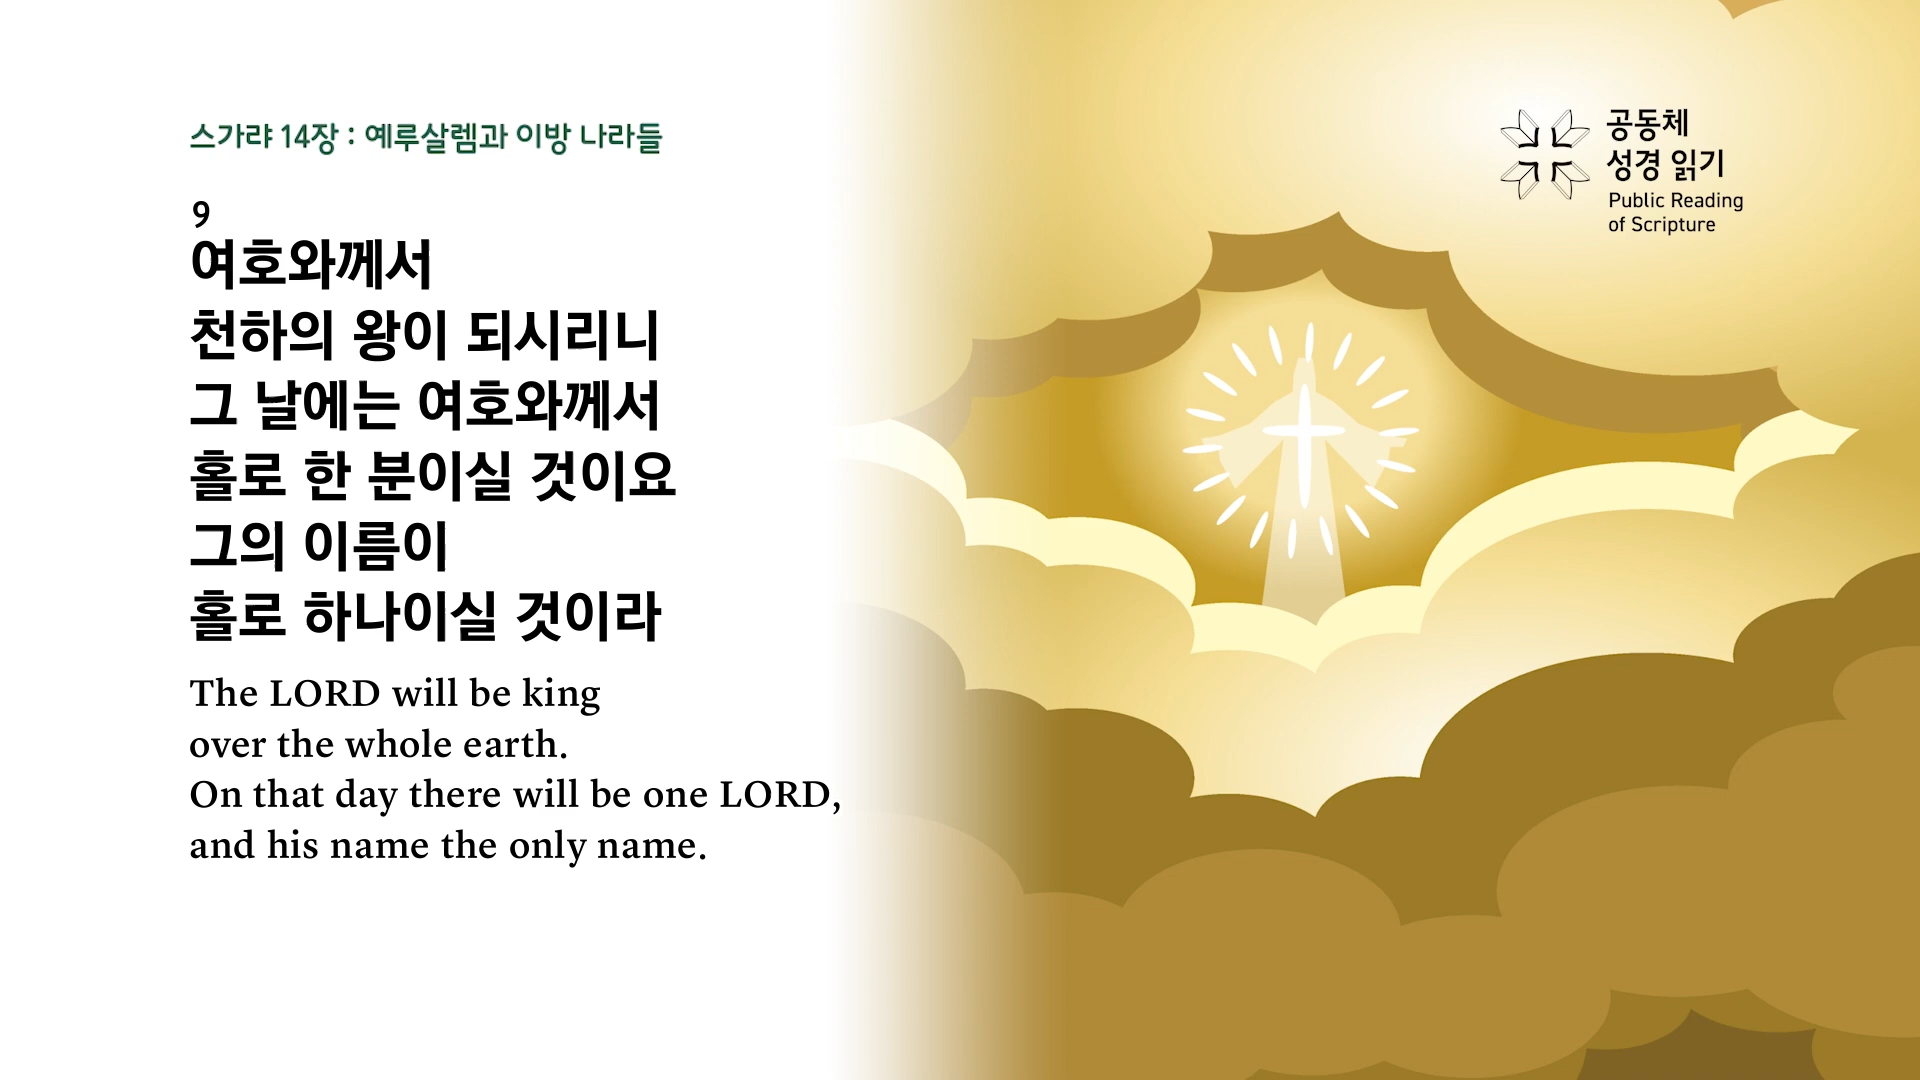 스가랴 14장 : 예루살렘과 이방 나라들
9
여호와께서
천하의 왕이 되시리니
그 날에는 여호와께서
홀로 한 분이실 것이요
그의 이름이
홀로 하나이실 것이라
The LORD will be king
over the whole earth.
On that day there will be one LORD,
and his name the only name.
공동체
성경 읽기
Public Reading
of Scripture